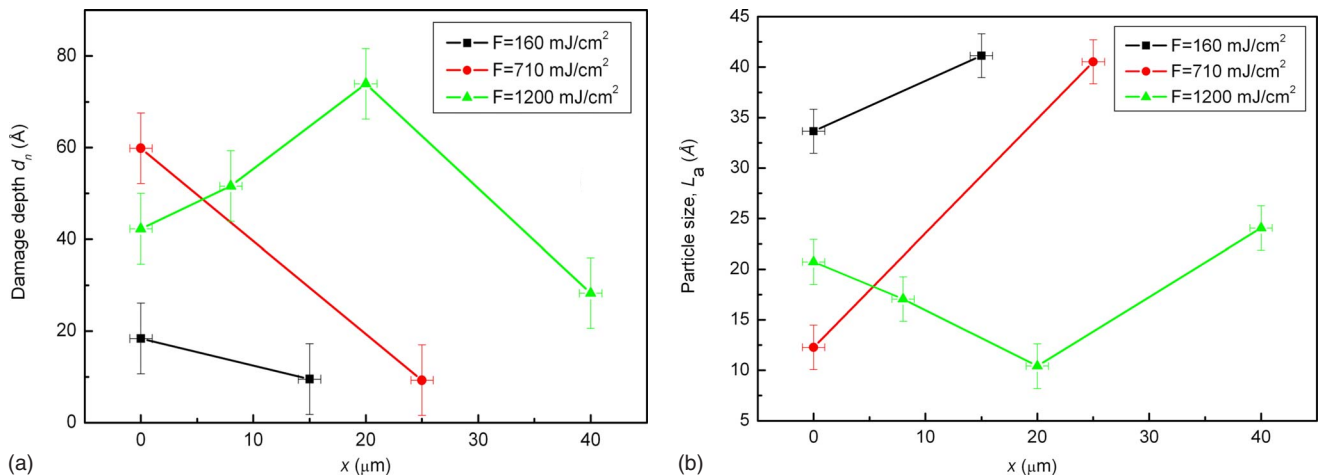 80
60
40
20
0
Damage depth dₙ (Å)
F=160 mJ/cm²
F=710 mJ/cm²
F=1200 mJ/cm²
0 10 20 30 40
x (μm)
(a)
45
40
35
30
25
20
15
10
5
Particle size, Lₐ (Å)
F=160 mJ/cm²
F=710 mJ/cm²
F=1200 mJ/cm²
0 10 20 30 40
x (μm)
(b)